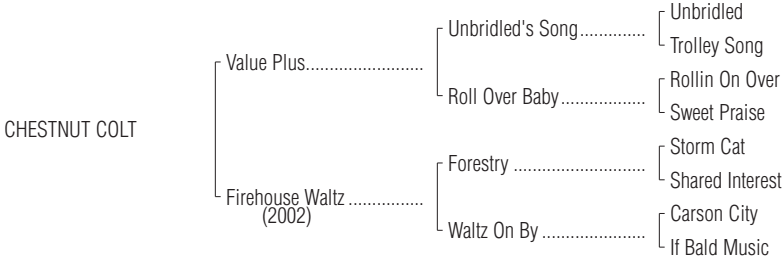 Unbridled
Unbridled's Song..............
Trolley Song
Value Plus........................
Rollin On Over
Roll Over Baby.................
Sweet Praise
CHESTNUT COLT
Storm Cat
Forestry ..........................
Shared Interest
Firehouse Waltz ...............
(2002)
Carson City
Waltz On By .....................
If Bald Music